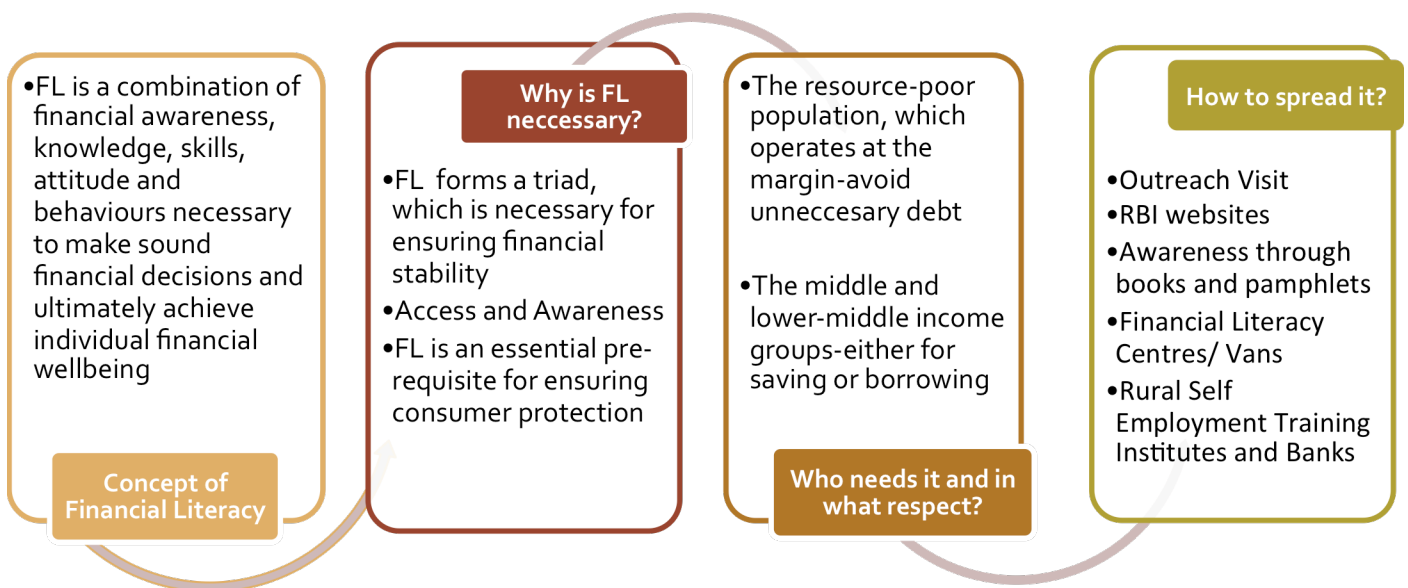 •FL is a combination of
financial awareness,
knowledge, skills,
attitude and
behaviours necessary
to make sound
financial decisions and
ultimately achieve
individual financial
wellbeing
Concept of
Financial Literacy
Why is FL
neccessary?
•FL forms a triad,
which is necessary for
ensuring financial
stability
•Access and Awareness
•FL is an essential pre-
requisite for ensuring
consumer protection
•The resource-poor
population, which
operates at the
margin-avoid
unneccesary debt
•The middle and
lower-middle income
groups-either for
saving or borrowing
Who needs it and in
what respect?
How to spread it?
•Outreach Visit
•RBI websites
•Awareness through
books and pamphlets
•Financial Literacy
Centres/ Vans
•Rural Self
Employment Training
Institutes and Banks